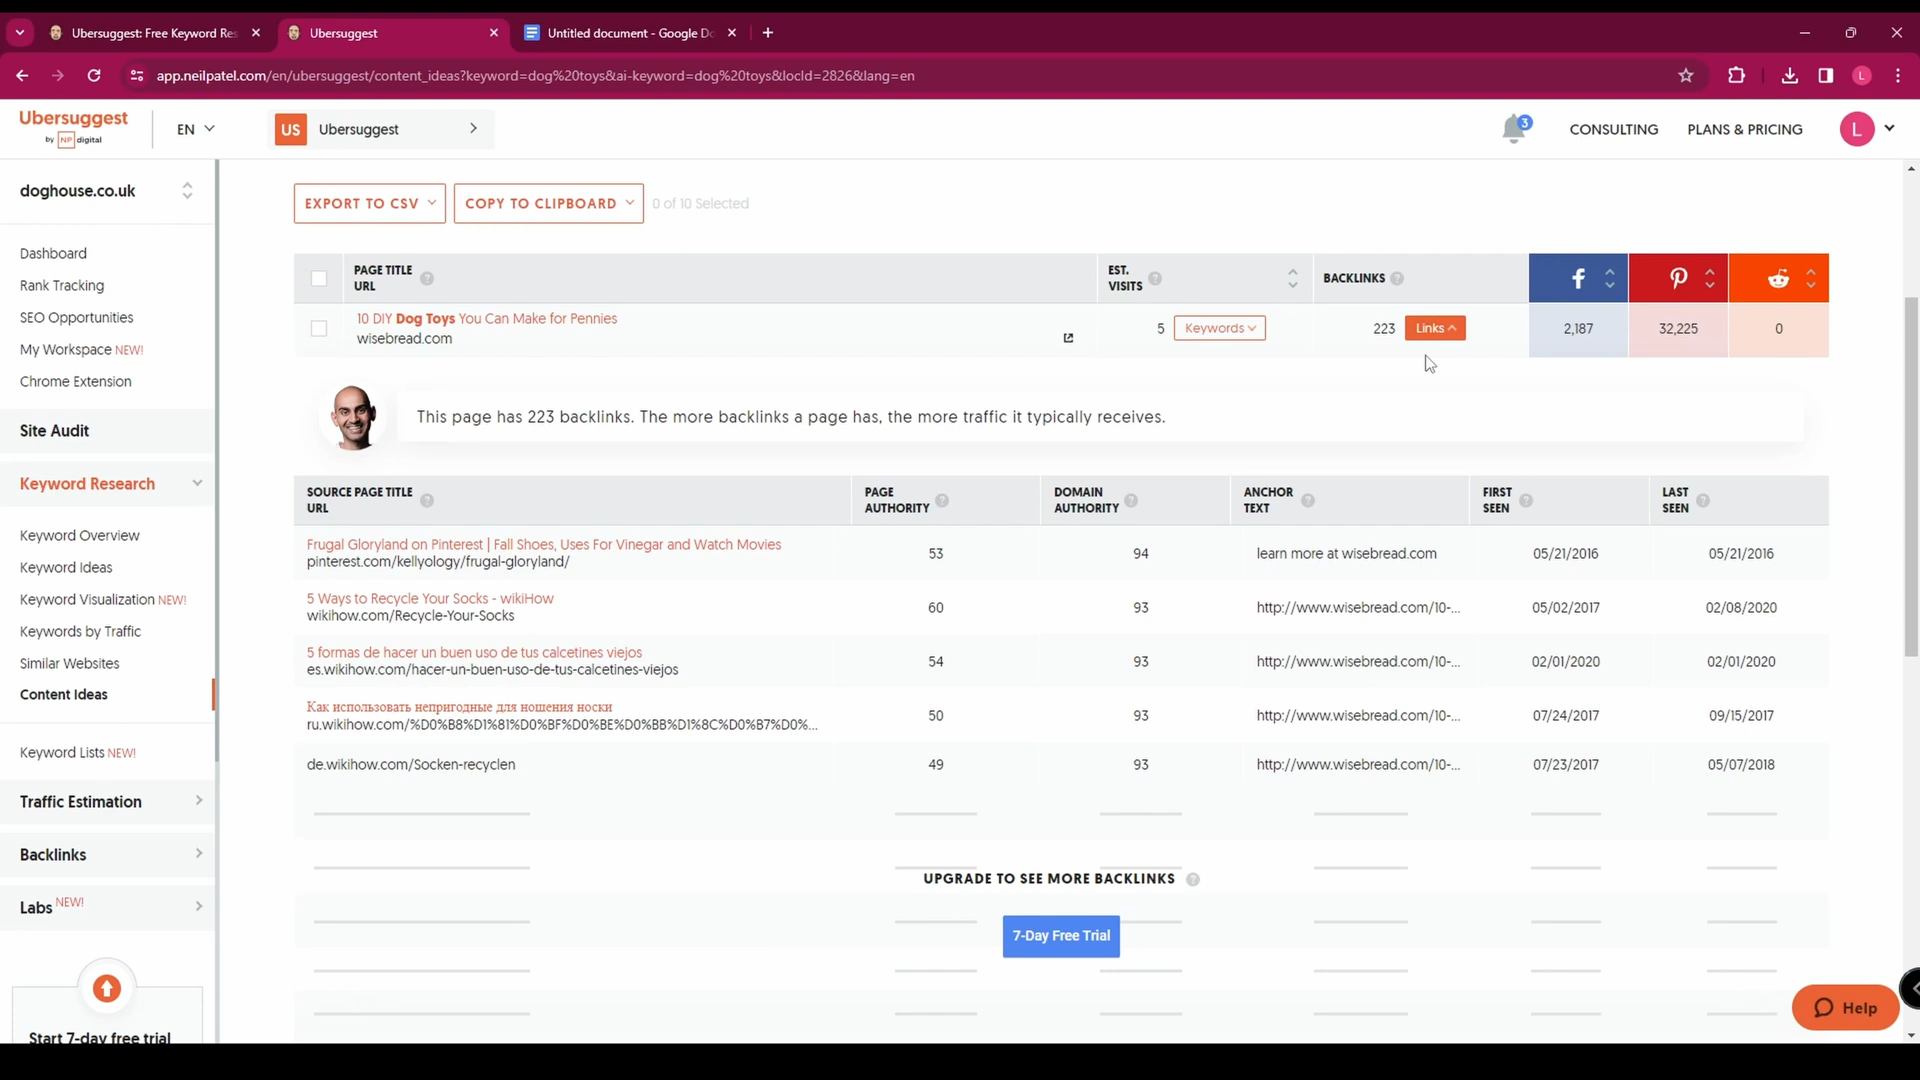 Ubersuggest: Free Keyword Res
Ubersuggest
Untitled document - Google Do
app.neilpatel.com/en/ubersuggest/content_ideas?keyword=dog%20toys&ai-keyword=dog%20toys&locId=2826&lang=en
L
Ubersuggest
by NP digital
EN
US Ubersuggest
3
CONSULTING
PLANS & PRICING
L
doghouse.co.uk
Dashboard
Rank Tracking
SEO Opportunities
My Workspace NEW!
Chrome Extension
Site Audit
Keyword Research
Keyword Overview
Keyword Ideas
Keyword Visualization NEW!
Keywords by Traffic
Similar Websites
Content Ideas
Keyword Lists NEW!
Traffic Estimation
Backlinks
Labs NEW!
Start 7-day free trial
EXPORT TO CSV
COPY TO CLIPBOARD
0 of 10 Selected
PAGE TITLE
URL
EST.
VISITS
BACKLINKS
10 DIY Dog Toys You Can Make for Pennies
wisebread.com
5 Keywords
223 Links
2,187
32,225
0
This page has 223 backlinks. The more backlinks a page has, the more traffic it typically receives.
SOURCE PAGE TITLE
URL
PAGE
AUTHORITY
DOMAIN
AUTHORITY
ANCHOR
TEXT
FIRST
SEEN
LAST
SEEN
Frugal Gloryland on Pinterest | Fall Shoes, Uses For Vinegar and Watch Movies
pinterest.com/kellyology/frugal-gloryland/
53
94
learn more at wisebread.com
05/21/2016
05/21/2016
5 Ways to Recycle Your Socks - wikiHow
wikihow.com/Recycle-Your-Socks
60
93
http://www.wisebread.com/10-...
05/02/2017
02/08/2020
5 formas de hacer un buen uso de tus calcetines viejos
es.wikihow.com/hacer-un-buen-uso-de-tus-calcetines-viejos
54
93
http://www.wisebread.com/10-...
02/01/2020
02/01/2020
Как использовать непригодные для ношения носки
ru.wikihow.com/%D0%B8%D1%81%D0%BF%D0%BE%D0%BB%D1%8C%D0%B7%D0%...
50
93
http://www.wisebread.com/10-...
07/24/2017
09/15/2017
de.wikihow.com/Socken-recyclen
49
93
http://www.wisebread.com/10-...
07/23/2017
05/07/2018
UPGRADE TO SEE MORE BACKLINKS
7-Day Free Trial
Help